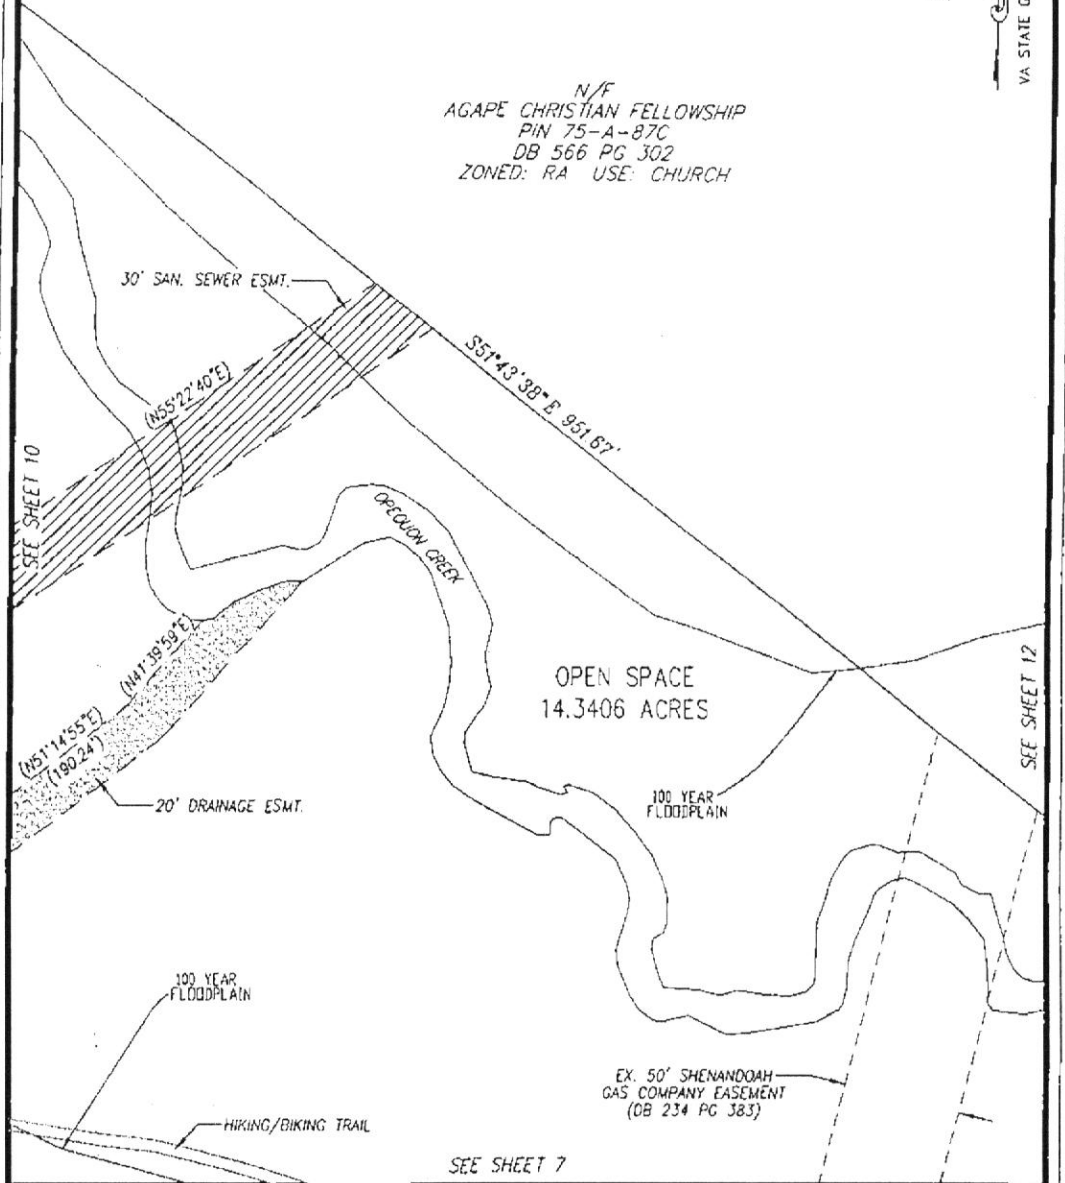 VA STATE
N/F
AGAPE CHRISTIAN FELLOWSHIP
PIN 75-A-87C
DB 566 PG 302
ZONED: RA USE: CHURCH
30' SAN. SEWER ESMT.
(N55°22'40"E)
S51°43'38"E 951.67'
SEE SHEET 10
OPEQUON CREEK
(N41°39'59"E)
(N51°14'55"E)
(190.24')
20' DRAINAGE ESMT.
OPEN SPACE
14.3406 ACRES
SEE SHEET 12
100 YEAR
FLOODPLAIN
100 YEAR
FLOODPLAIN
EX. 50' SHENANDOAH
GAS COMPANY EASEMENT
(DB 234 PG 383)
HIKING/BIKING TRAIL
SEE SHEET 7